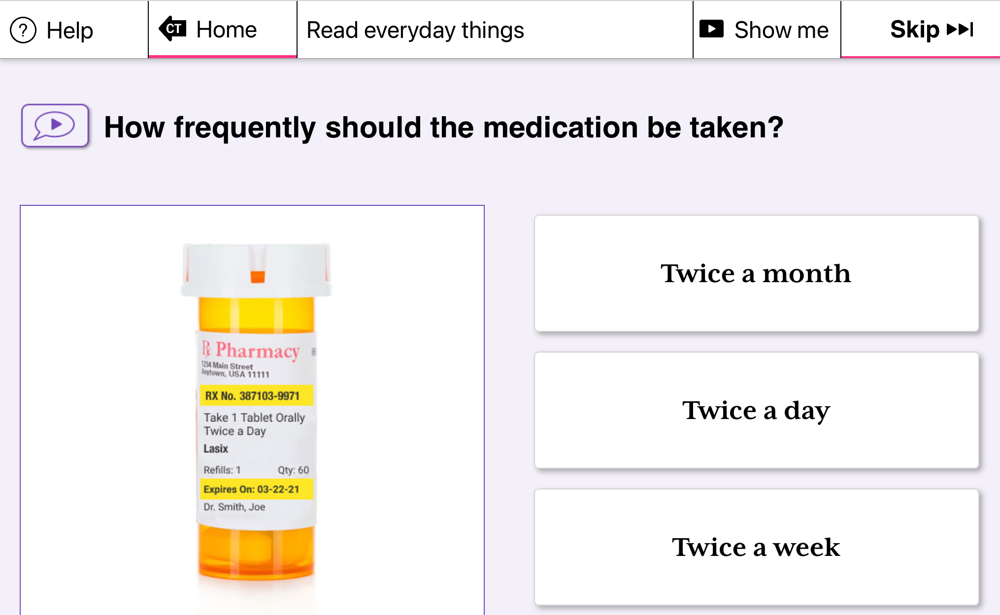 Help
Home
Read everyday things
Show me
Skip
How frequently should the medication be taken?
Rx Pharmacy
1234 Main Street
Anytown, USA 11111
RX No. 387103-9971
Take 1 Tablet Orally
Twice a Day
Lasix
Refills: 1 Qty: 60
Expires On: 03-22-21
Dr. Smith, Joe
Twice a month
Twice a day
Twice a week